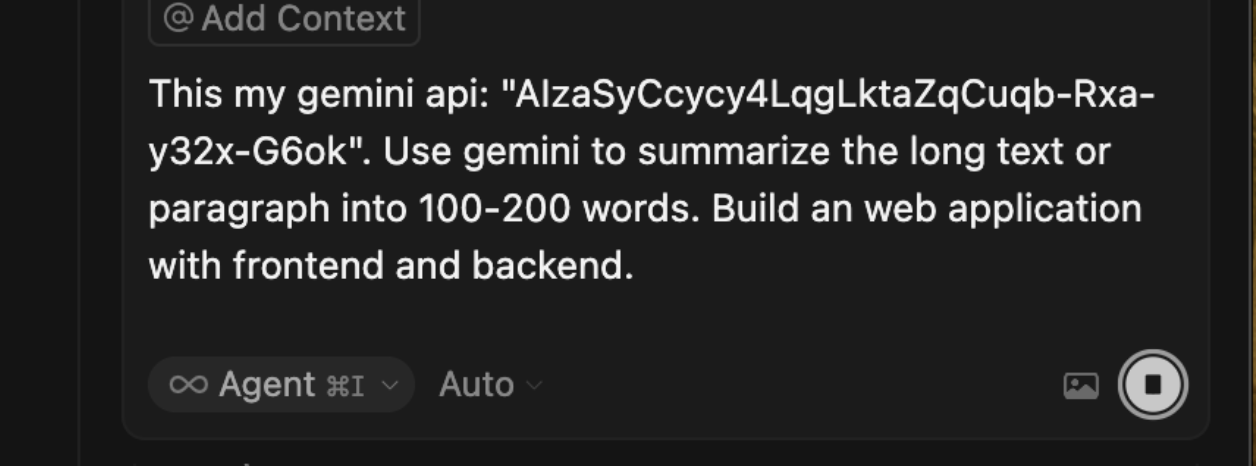 @ Add Context
This my gemini api: "AIzaSyCcycy4LqgLktaZqCuqb-Rxa-
y32x-G6ok". Use gemini to summarize the long text or
paragraph into 100-200 words. Build an web application
with frontend and backend.
∞ Agent ⌘I Auto